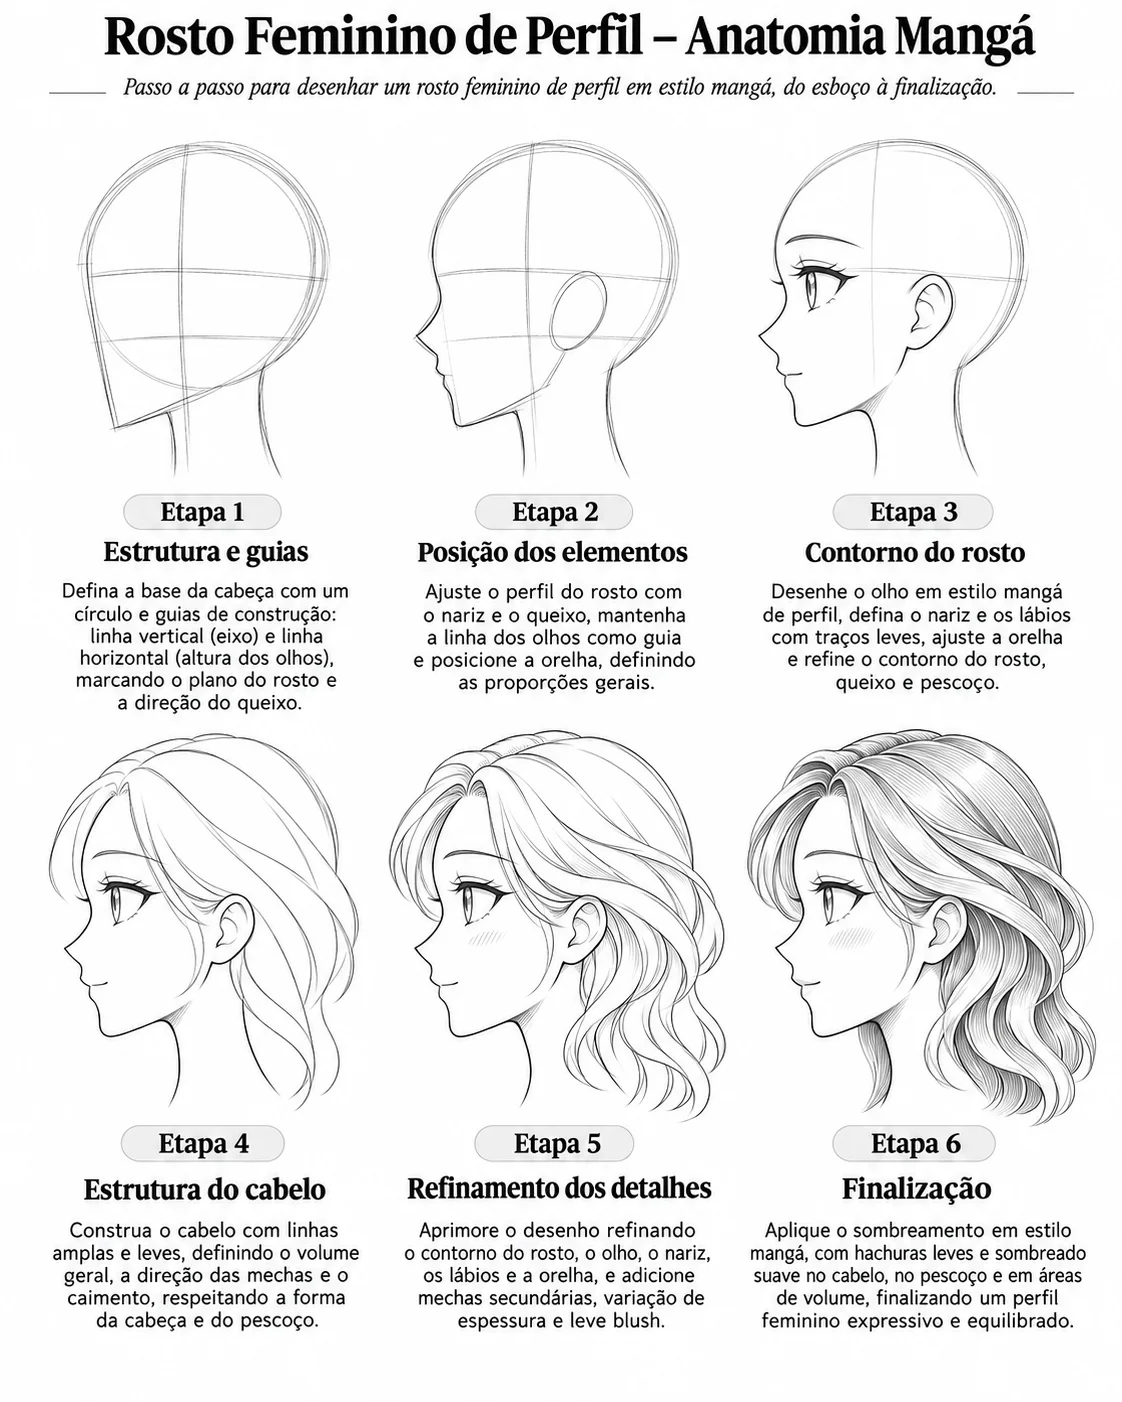 Rosto Feminino de Perfil – Anatomia Mangá
Passo a passo para desenhar um rosto feminino de perfil em estilo mangá, do esboço à finalização.
Etapa 1
Estrutura e guias
Defina a base da cabeça com um
círculo e guias de construção:
linha vertical (eixo) e linha
horizontal (altura dos olhos),
marcando o plano do rosto e
a direção do queixo.
Etapa 2
Posição dos elementos
Ajuste o perfil do rosto com
o nariz e o queixo, mantenha
a linha dos olhos como guia
e posicione a orelha, definindo
as proporções gerais.
Etapa 3
Contorno do rosto
Desenhe o olho em estilo mangá
de perfil, defina o nariz e os lábios
com traços leves, ajuste a orelha
e refine o contorno do rosto,
queixo e pescoço.
Etapa 4
Estrutura do cabelo
Construa o cabelo com linhas
amplas e leves, definindo o volume
geral, a direção das mechas e o
caimento, respeitando a forma
da cabeça e do pescoço.
Etapa 5
Refinamento dos detalhes
Aprimore o desenho refinando
o contorno do rosto, o olho, o nariz,
os lábios e a orelha, e adicione
mechas secundárias, variação de
espessura e leve blush.
Etapa 6
Finalização
Aplique o sombreamento em estilo
mangá, com hachuras leves e sombreado
suave no cabelo, no pescoço e em áreas
de volume, finalizando um perfil
feminino expressivo e equilibrado.